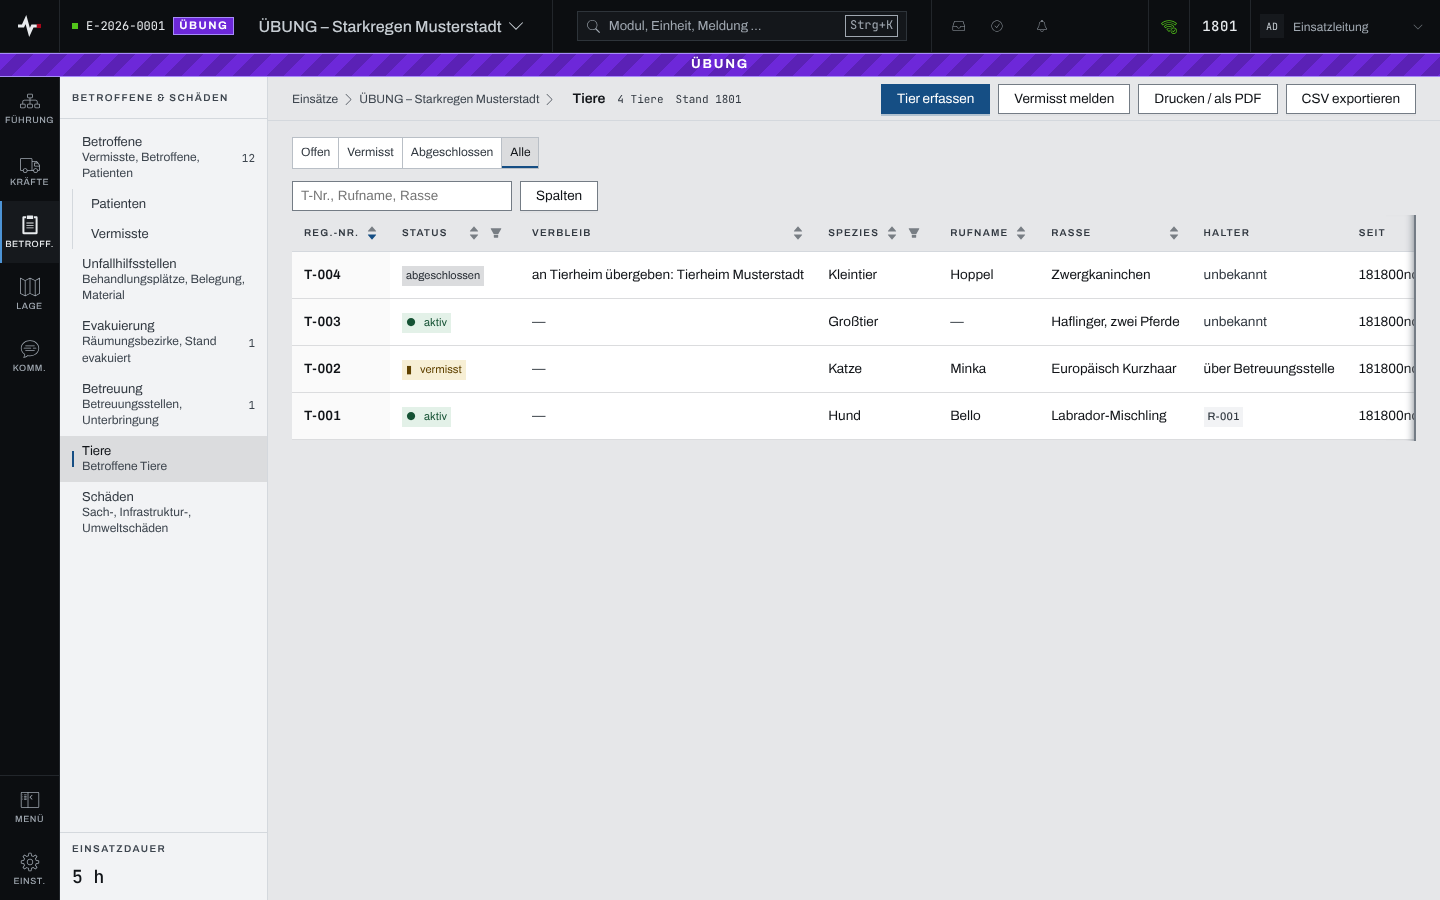 E-2026-0001 ÜBUNG ÜBUNG – Starkregen Musterstadt Modul, Einheit, Meldung ... Strg+K 1801 AD Einsatzleitung
ÜBUNG
FÜHRUNG
KRÄFTE
BETROFF.
LAGE
KOMM.
MENÜ
EINST.
BETROFFENE & SCHÄDEN
Betroffene
Vermisste, Betroffene, 12
Patienten
Patienten
Vermisste
Unfallhilfsstellen
Behandlungsplätze, Belegung,
Material
Evakuierung
Räumungsbezirke, Stand 1
evakuiert
Betreuung
Betreuungsstellen, 1
Unterbringung
Tiere
Betroffene Tiere
Schäden
Sach-, Infrastruktur-,
Umweltschäden
EINSATZDAUER
5 h
Einsätze ÜBUNG – Starkregen Musterstadt Tiere 4 Tiere Stand 1801 Tier erfassen Vermisst melden Drucken / als PDF CSV exportieren
Offen Vermisst Abgeschlossen Alle
T-Nr., Rufname, Rasse Spalten
REG.-NR. STATUS VERBLEIB SPEZIES RUFNAME RASSE HALTER SEIT
T-004 abgeschlossen an Tierheim übergeben: Tierheim Musterstadt Kleintier Hoppel Zwergkaninchen unbekannt 181800n
T-003 aktiv — Großtier — Haflinger, zwei Pferde unbekannt 181800n
T-002 vermisst — Katze Minka Europäisch Kurzhaar über Betreuungsstelle 181800n
T-001 aktiv — Hund Bello Labrador-Mischling R-001 181800n